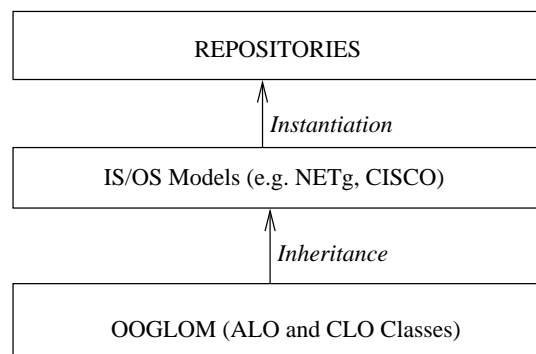 REPOSITORIES
Instantiation
IS/OS Models (e.g. NETg, CISCO)
Inheritance
OOGLOM (ALO and CLO Classes)